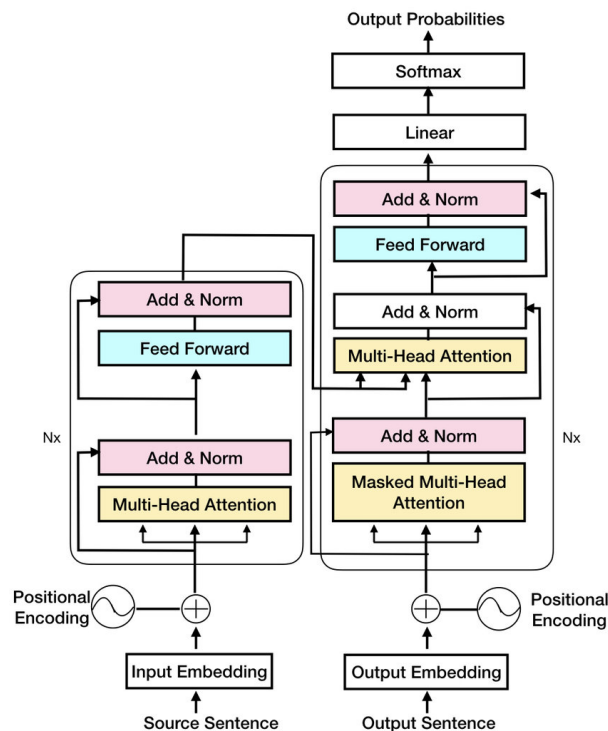 Output Probabilities
Softmax
Linear
Add & Norm
Feed Forward
Add & Norm
Multi-Head Attention
Add & Norm
Masked Multi-Head
Attention
Nx
Add & Norm
Feed Forward
Add & Norm
Multi-Head Attention
Nx
Positional
Encoding
Positional
Encoding
Input Embedding
Output Embedding
Source Sentence
Output Sentence